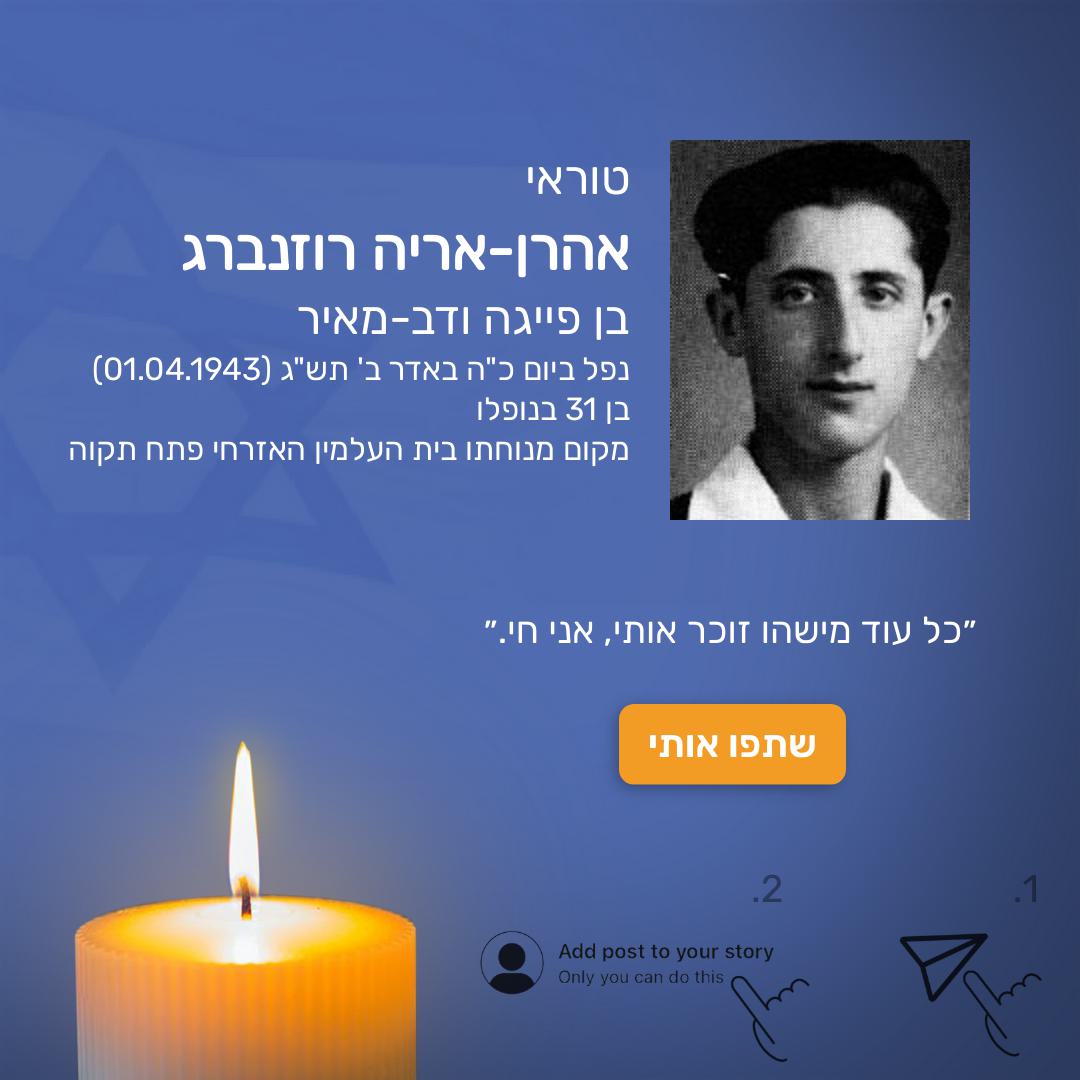 טוראי
אהרן-אריה רוזנברג
בן פייגה ודב-מאיר
נפל ביום כ"ה באדר ב' תש"ג (01.04.1943)
בן 31 בנופלו
מקום מנוחתו בית העלמין האזרחי פתח תקוה
״כל עוד מישהו זוכר אותי, אני חי.״
שתפו אותי
1.
2.
Add post to your story
Only you can do this